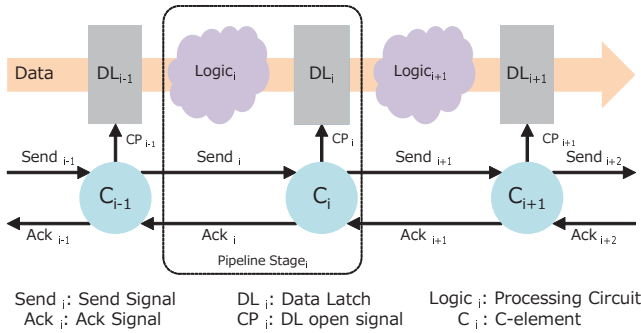 Data
DL i-1
Logic i
DL i
Logic i+1
DL i+1
CP i-1
CP i
CP i+1
Send i-1
Send i
Send i+1
Send i+2
C i-1
C i
C i+1
Ack i-1
Ack i
Ack i+1
Ack i+2
Pipeline Stage i
Send i: Send Signal
DL i: Data Latch
Logic i: Processing Circuit
Ack i: Ack Signal
CP i: DL open signal
C i: C-element